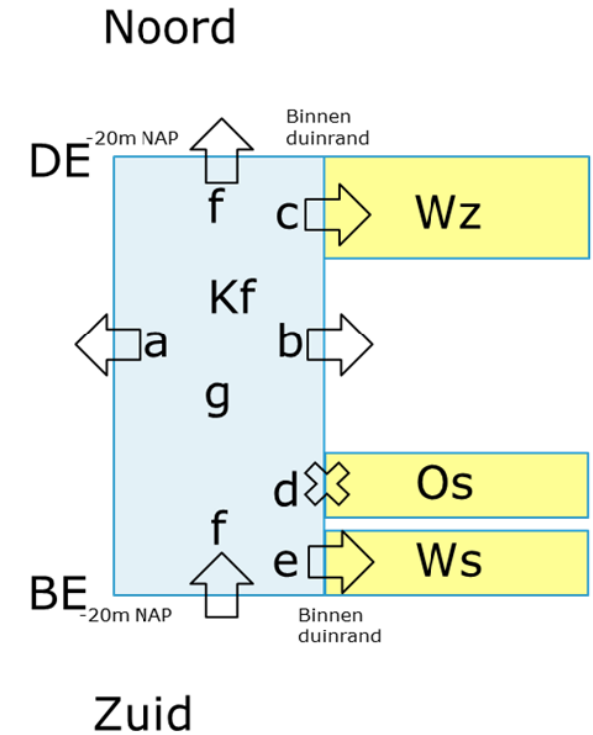 Noord
Binnen
duinrand
-20m NAP
DE
f
c
Wz
Kf
a
b
g
d
Os
f
e
Ws
BE
-20m NAP
Binnen
duinrand
Zuid